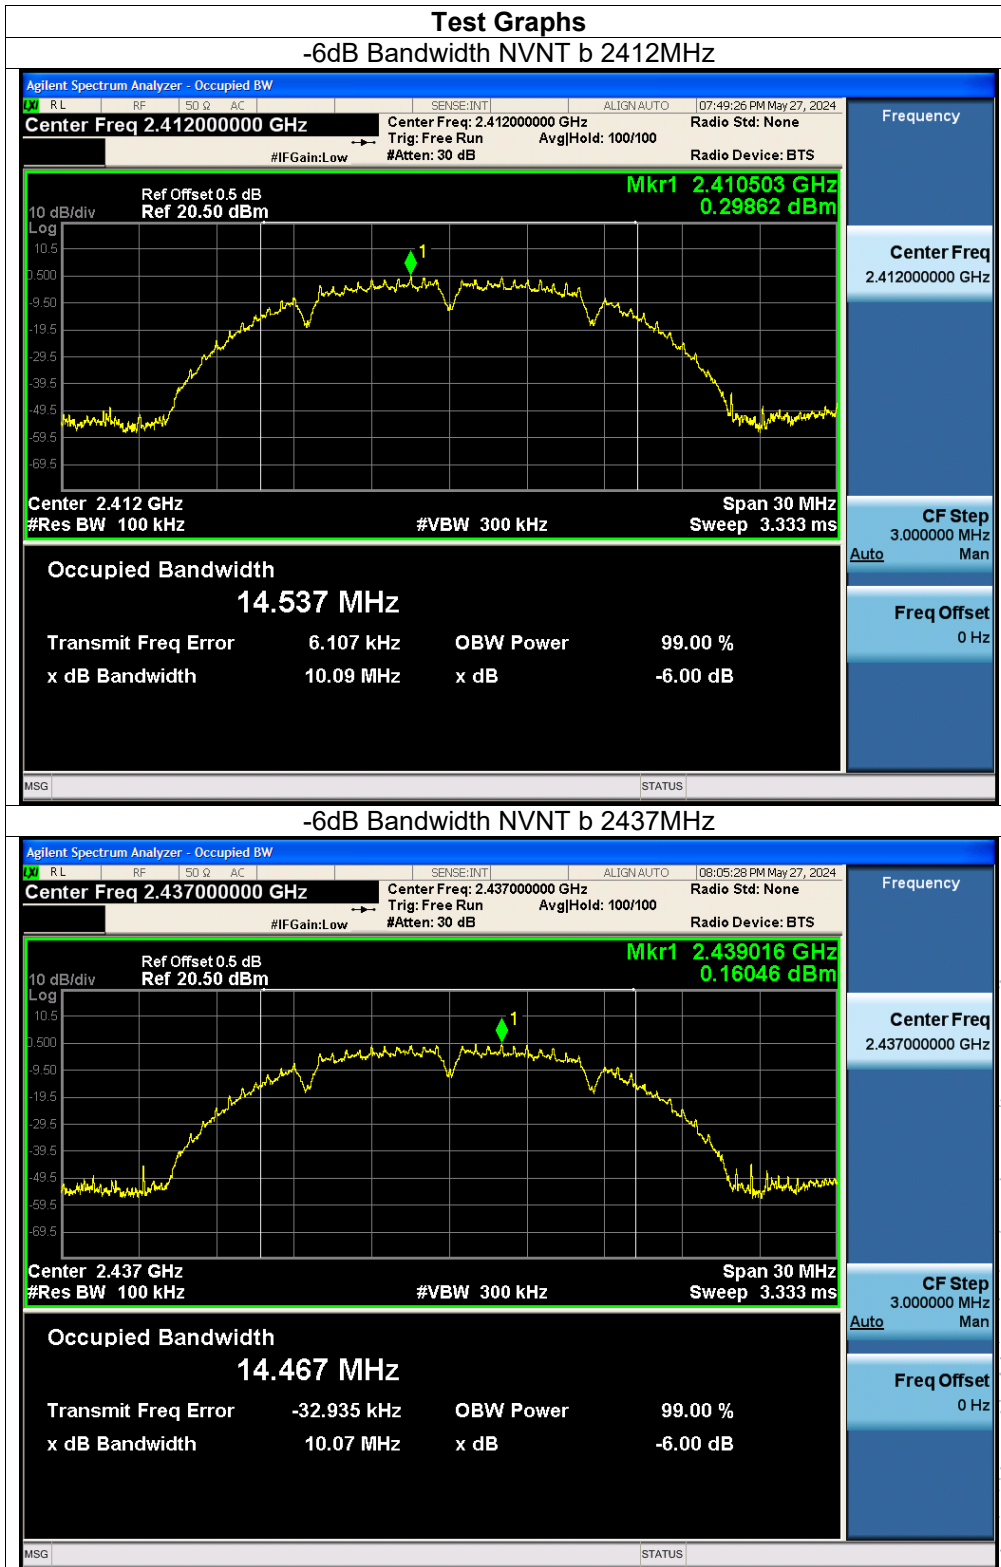 Test Graphs
-6dB Bandwidth NVNT b 2412MHz
Agilent Spectrum Analyzer - Occupied BW
LXI RL RF 50 Ω AC SENSE:INT ALIGN AUTO 07:49:26 PM May 27, 2024
Center Freq 2.412000000 GHz
Center Freq: 2.412000000 GHz Radio Std: None
Trig: Free Run Avg|Hold: 100/100
#IFGain:Low #Atten: 30 dB Radio Device: BTS
Frequency
Mkr1 2.410503 GHz
0.29862 dBm
Ref Offset 0.5 dB
10 dB/div Ref 20.50 dBm
Log
10.5
0.500
-9.50
-19.5
-29.5
-39.5
-49.5
-59.5
-69.5
1
Center 2.412 GHz Span 30 MHz
#Res BW 100 kHz #VBW 300 kHz Sweep 3.333 ms
Center Freq
2.412000000 GHz
CF Step
3.000000 MHz
Auto Man
Freq Offset
0 Hz
Occupied Bandwidth
14.537 MHz
Transmit Freq Error 6.107 kHz OBW Power 99.00 %
x dB Bandwidth 10.09 MHz x dB -6.00 dB
MSG STATUS
-6dB Bandwidth NVNT b 2437MHz
Agilent Spectrum Analyzer - Occupied BW
LXI RL RF 50 Ω AC SENSE:INT ALIGN AUTO 08:05:28 PM May 27, 2024
Center Freq 2.437000000 GHz
Center Freq: 2.437000000 GHz Radio Std: None
Trig: Free Run Avg|Hold: 100/100
#IFGain:Low #Atten: 30 dB Radio Device: BTS
Frequency
Mkr1 2.439016 GHz
0.16046 dBm
Ref Offset 0.5 dB
10 dB/div Ref 20.50 dBm
Log
10.5
0.500
-9.50
-19.5
-29.5
-39.5
-49.5
-59.5
-69.5
1
Center 2.437 GHz Span 30 MHz
#Res BW 100 kHz #VBW 300 kHz Sweep 3.333 ms
Center Freq
2.437000000 GHz
CF Step
3.000000 MHz
Auto Man
Freq Offset
0 Hz
Occupied Bandwidth
14.467 MHz
Transmit Freq Error -32.935 kHz OBW Power 99.00 %
x dB Bandwidth 10.07 MHz x dB -6.00 dB
MSG STATUS